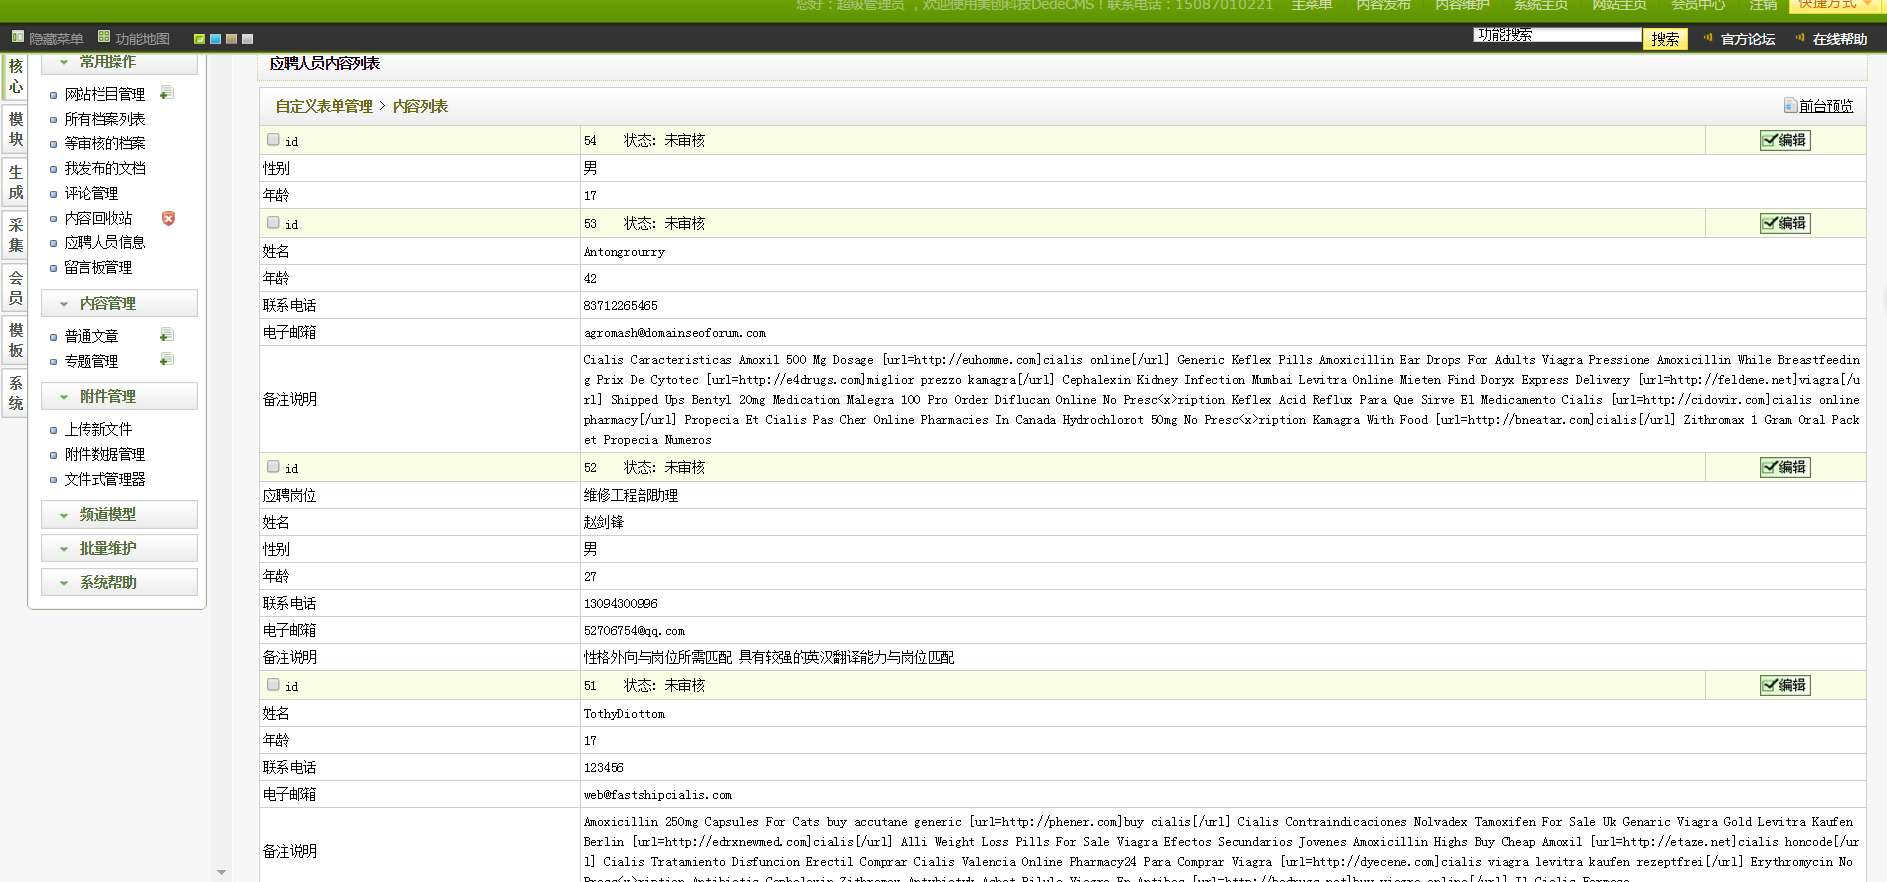 您好：超级管理员 ，欢迎使用美创科技DedeCMS！联系电话：15087010221 主菜单 内容发布 内容维护 系统主页 网站主页 会员中心 注销 快捷方式
隐藏菜单 功能地图 功能搜索 搜索 官方论坛 在线帮助
核心
模块
生成
采集
会员
模板
系统
常用操作
网站栏目管理
所有档案列表
等审核的档案
我发布的文档
评论管理
内容回收站
应聘人员信息
留言板管理
内容管理
普通文章
专题管理
附件管理
上传新文件
附件数据管理
文件式管理器
频道模型
批量维护
系统帮助
应聘人员内容列表
自定义表单管理 > 内容列表 前台预览
id 54 状态: 未审核 编辑
性别 男
年龄 17
id 53 状态: 未审核 编辑
姓名 Antongrourry
年龄 42
联系电话 83712265465
电子邮箱 agromash@domainseoforum.com
备注说明
Cialis Caracteristicas Amoxil 500 Mg Dosage [url=http://euhomme.com]cialis online[/url] Generic Keflex Pills Amoxicillin Ear Drops For Adults Viagra Pressione Amoxicillin While Breastfeedin
g Prix De Cytotec [url=http://e4drugs.com]miglior prezzo kamagra[/url] Cephalexin Kidney Infection Mumbai Levitra Online Mieten Find Doryx Express Delivery [url=http://feldene.net]viagra[/u
rl] Shipped Ups Bentyl 20mg Medication Malegra 100 Pro Order Diflucan Online No Presc<x>ription Keflex Acid Reflux Para Que Sirve El Medicamento Cialis [url=http://cidovir.com]cialis online
pharmacy[/url] Propecia Et Cialis Pas Cher Online Pharmacies In Canada Hydrochlorot 50mg No Presc<x>ription Kamagra With Food [url=http://bneatar.com]cialis[/url] Zithromax 1 Gram Oral Pack
et Propecia Numeros
id 52 状态: 未审核 编辑
应聘岗位 维修工程部助理
姓名 赵剑锋
性别 男
年龄 27
联系电话 13094300996
电子邮箱 52706754@qq.com
备注说明 性格外向与岗位所需匹配 具有较强的英汉翻译能力与岗位匹配
id 51 状态: 未审核 编辑
姓名 TothyDiottom
年龄 17
联系电话 123456
电子邮箱 web@fastshipcialis.com
备注说明
Amoxicillin 250mg Capsules For Cats buy accutane generic [url=http://phener.com]buy cialis[/url] Cialis Contraindicaciones Nolvadex Tamoxifen For Sale Uk Genaric Viagra Gold Levitra Kaufen
Berlin [url=http://edrxnewmed.com]cialis[/url] Alli Weight Loss Pills For Sale Viagra Efectos Secundarios Jovenes Amoxicillin Highs Buy Cheap Amoxil [url=http://etaze.net]cialis honcode[/ur
l] Cialis Tratamiento Disfuncion Erectil Comprar Cialis Valencia Online Pharmacy24 Para Comprar Viagra [url=http://dyecene.com]cialis viagra levitra kaufen rezeptfrei[/url] Erythromycin No
Presc<x>ription Antibiotic Cephalexin Zithromax Antybiotyk Achat Pilule Viagra En Antibes